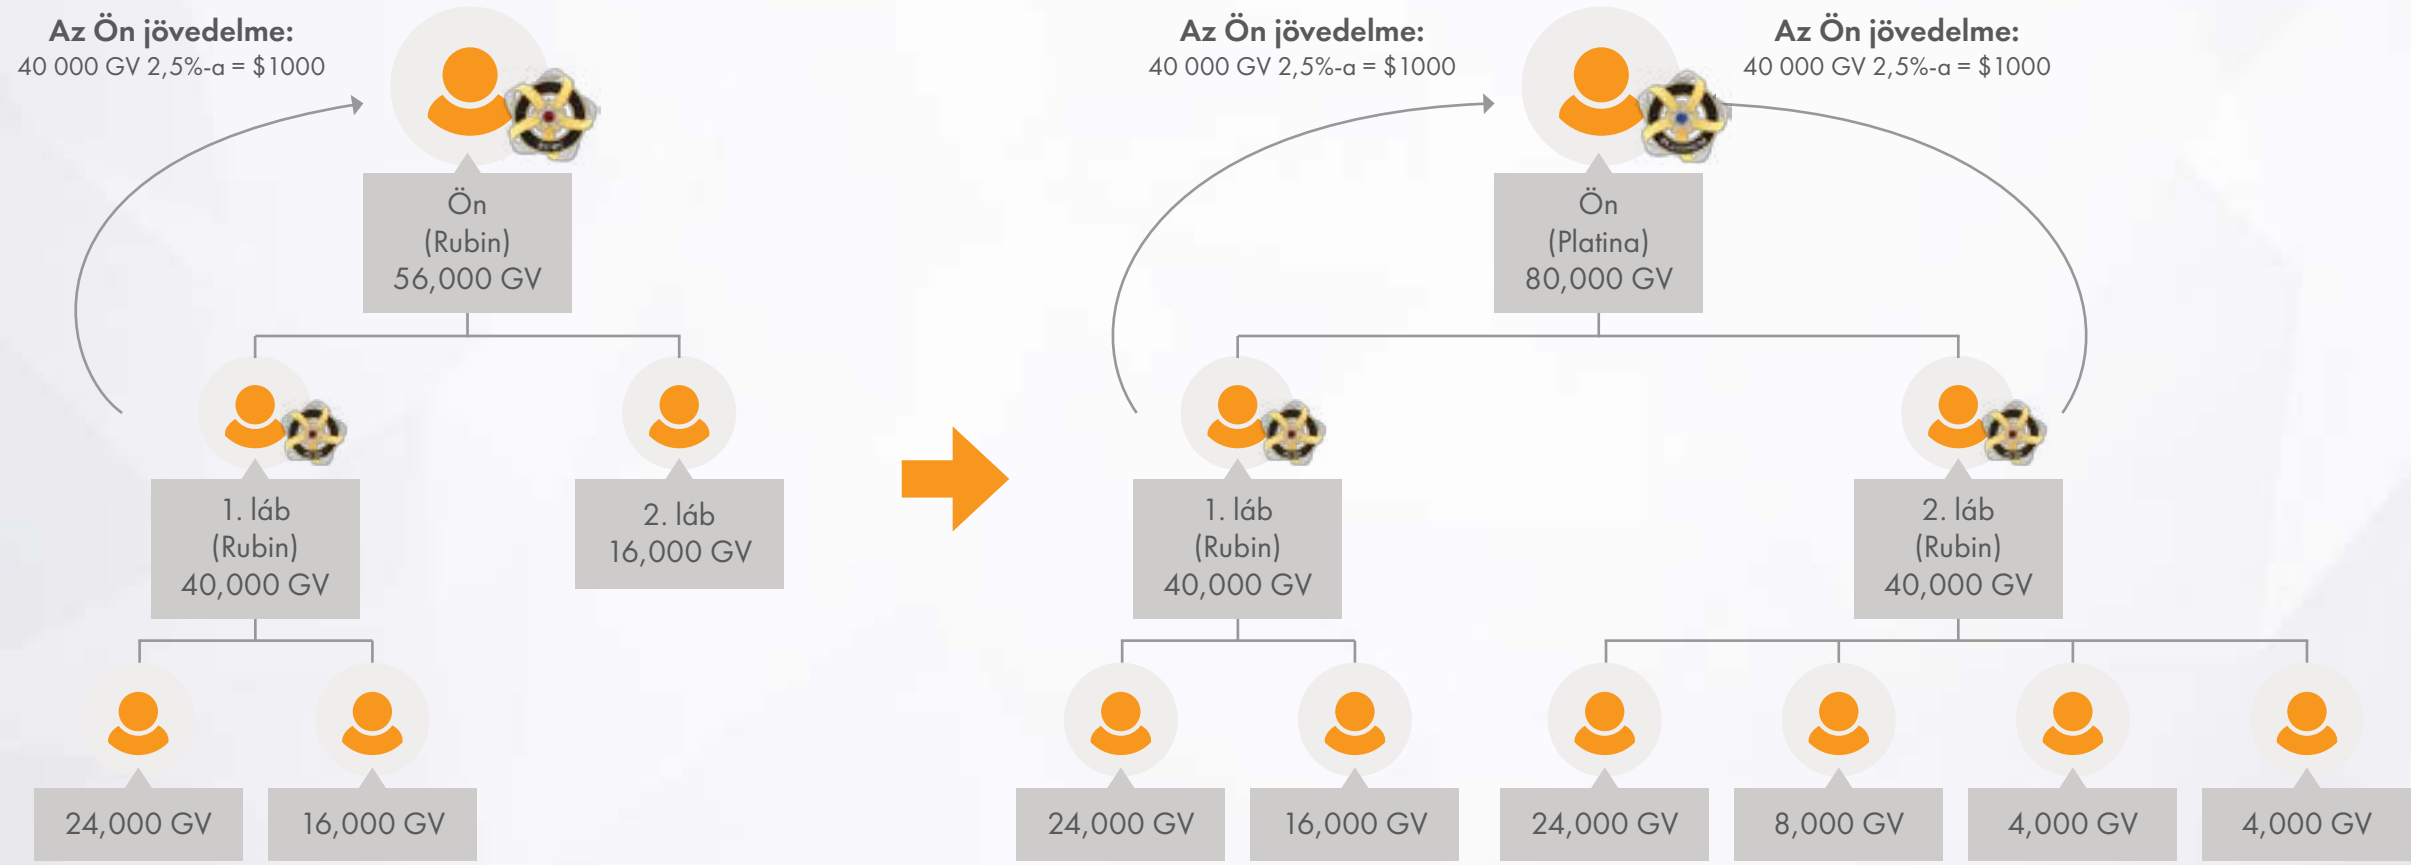 Az Ön jövedelme:
40 000 GV 2,5%-a = $1000
Ön
(Rubin)
56,000 GV
1. láb
(Rubin)
40,000 GV
2. láb
16,000 GV
24,000 GV
16,000 GV
Az Ön jövedelme:
40 000 GV 2,5%-a = $1000
Az Ön jövedelme:
40 000 GV 2,5%-a = $1000
Ön
(Platina)
80,000 GV
1. láb
(Rubin)
40,000 GV
2. láb
(Rubin)
40,000 GV
24,000 GV
16,000 GV
24,000 GV
8,000 GV
4,000 GV
4,000 GV